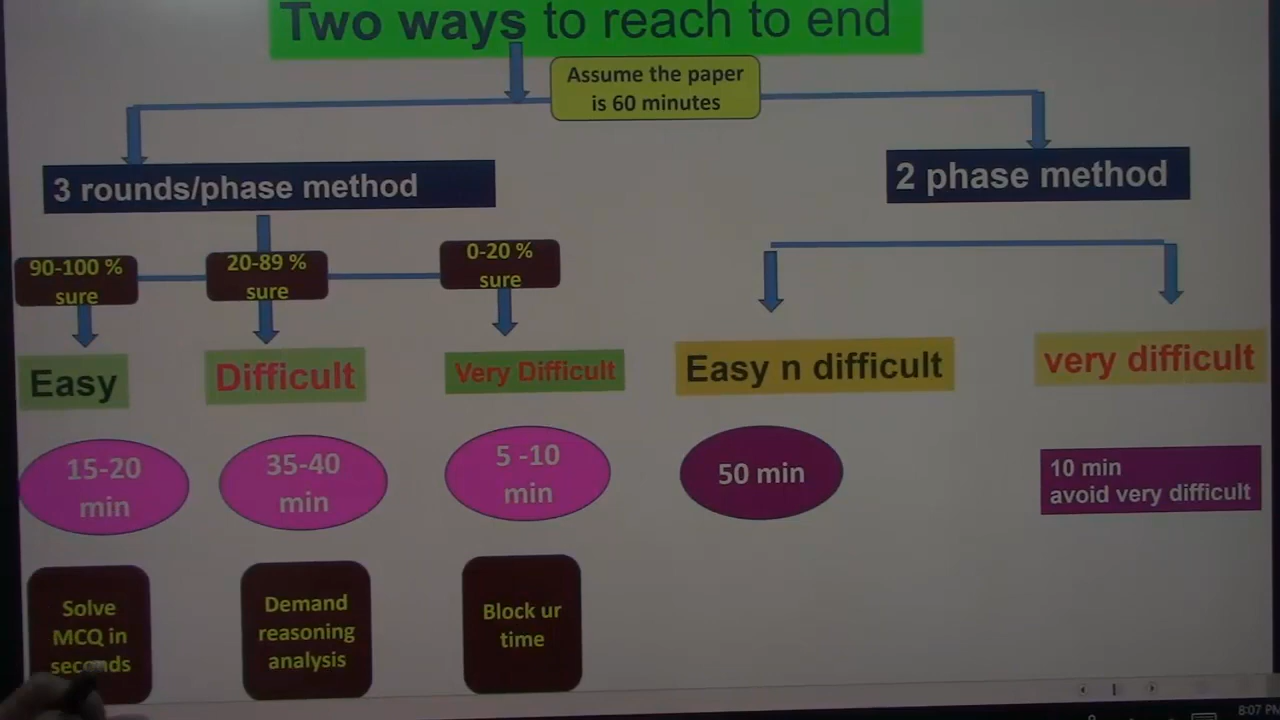 Two ways to reach to end
Assume the paper
is 60 minutes
3 rounds/phase method
2 phase method
90-100 %
sure
20-89 %
sure
0-20 %
sure
Easy
Difficult
Very Difficult
Easy n difficult
very difficult
15-20
min
35-40
min
5 -10
min
50 min
10 min
avoid very difficult
Solve
MCQ in
seconds
Demand
reasoning
analysis
Block ur
time
8:07 PM